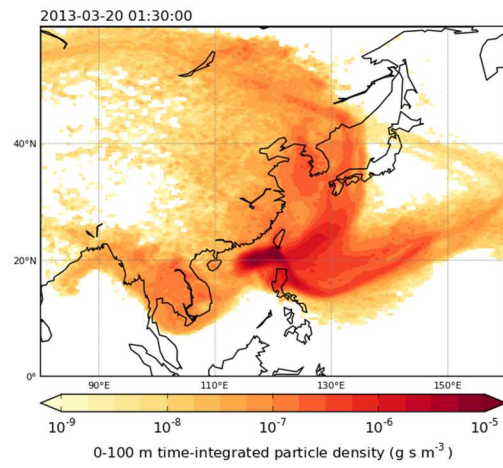 2013-03-20 01:30:00
40°N
20°N
0°
90°E
110°E
130°E
150°E
10⁻⁹
10⁻⁸
10⁻⁷
10⁻⁶
10⁻⁵
0-100 m time-integrated particle density (g s m⁻³)